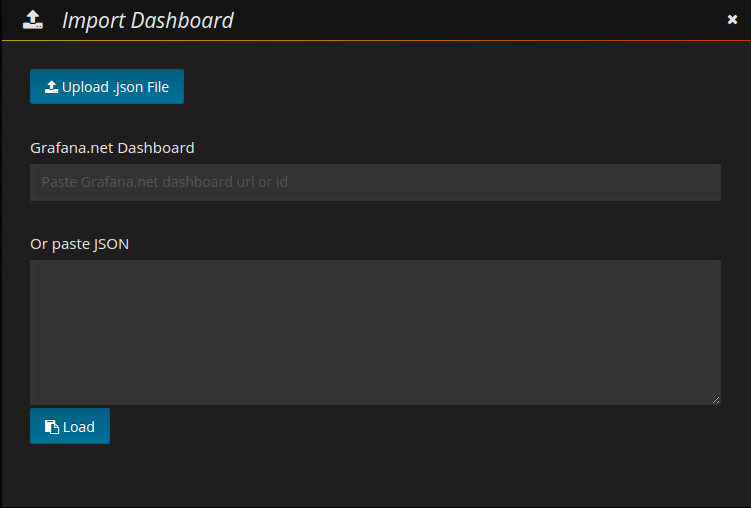 Import Dashboard
Upload .json File
Grafana.net Dashboard
Paste Grafana.net dashboard url or id
Or paste JSON
Load